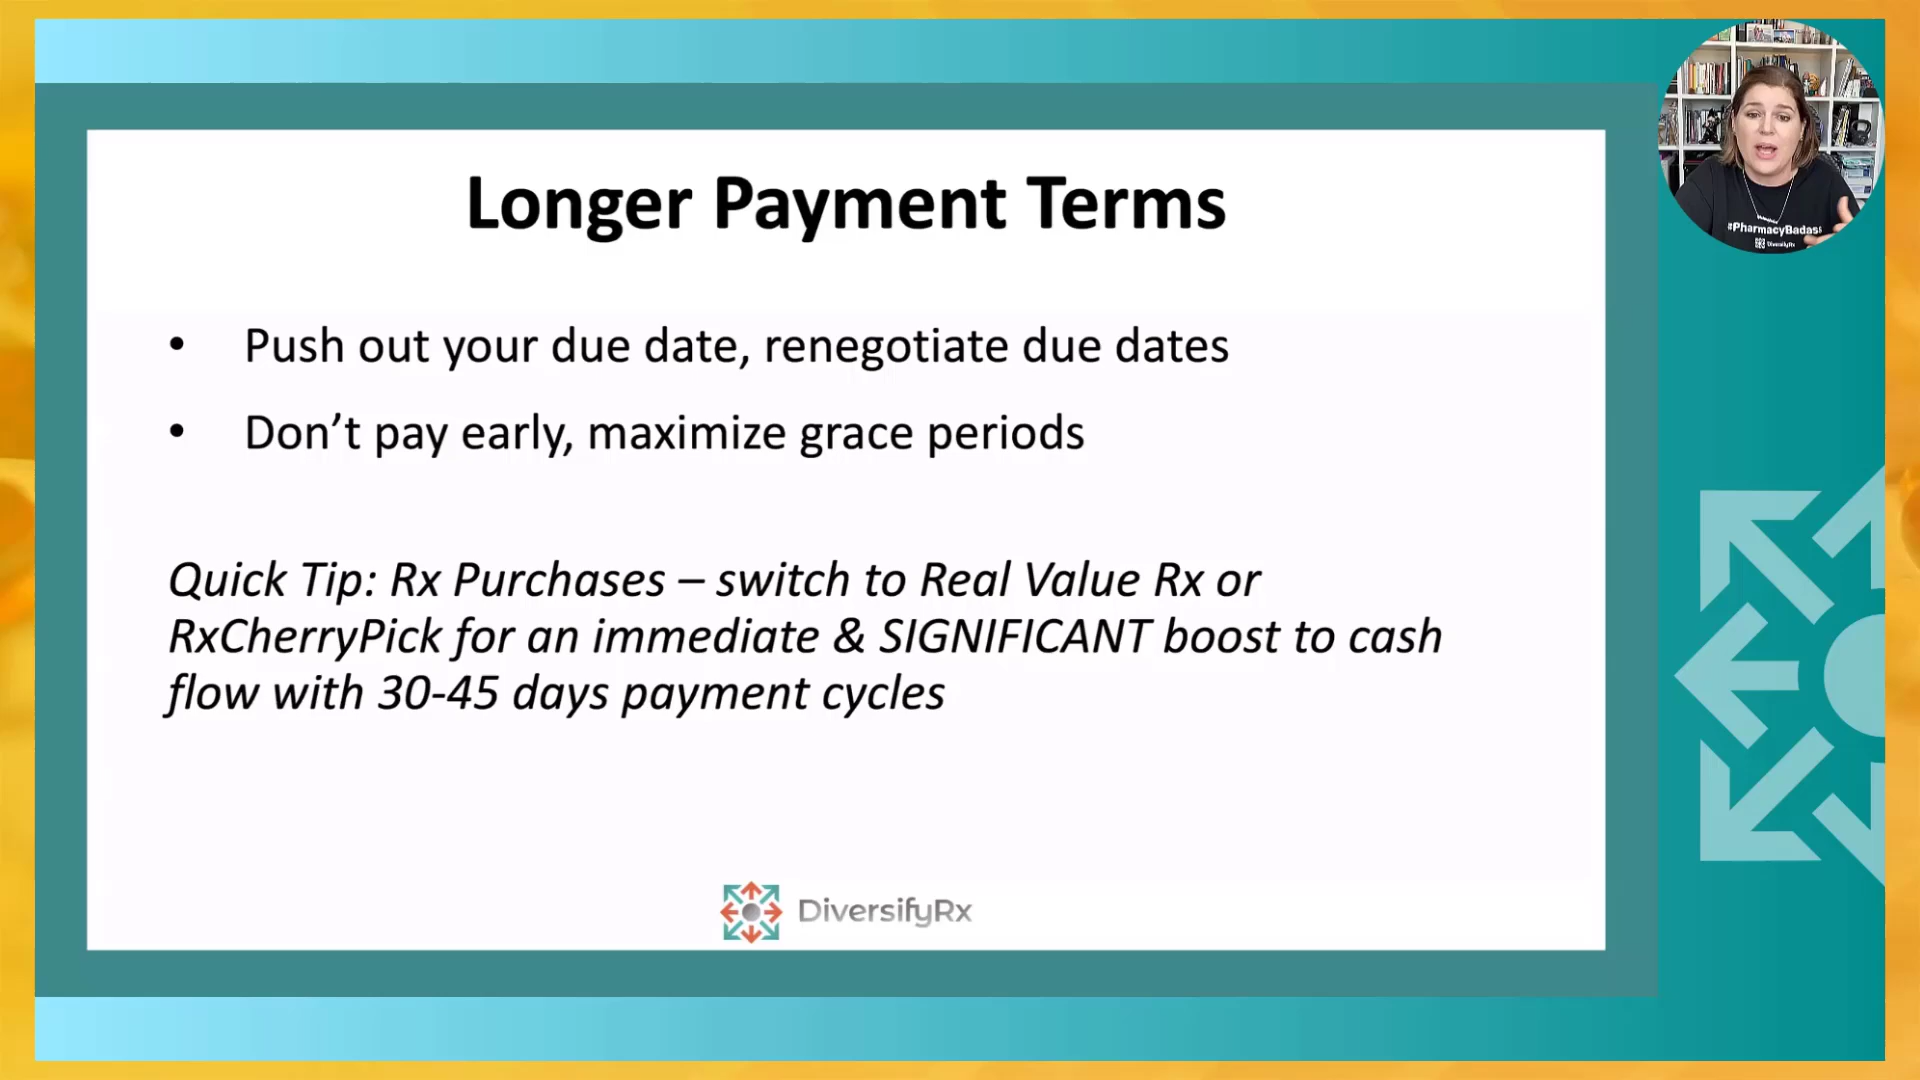 Longer Payment Terms
• Push out your due date, renegotiate due dates
• Don’t pay early, maximize grace periods
Quick Tip: Rx Purchases – switch to Real Value Rx or
RxCherryPick for an immediate & SIGNIFICANT boost to cash
flow with 30-45 days payment cycles
DiversifyRx
#PharmacyBadass
DiversifyRx